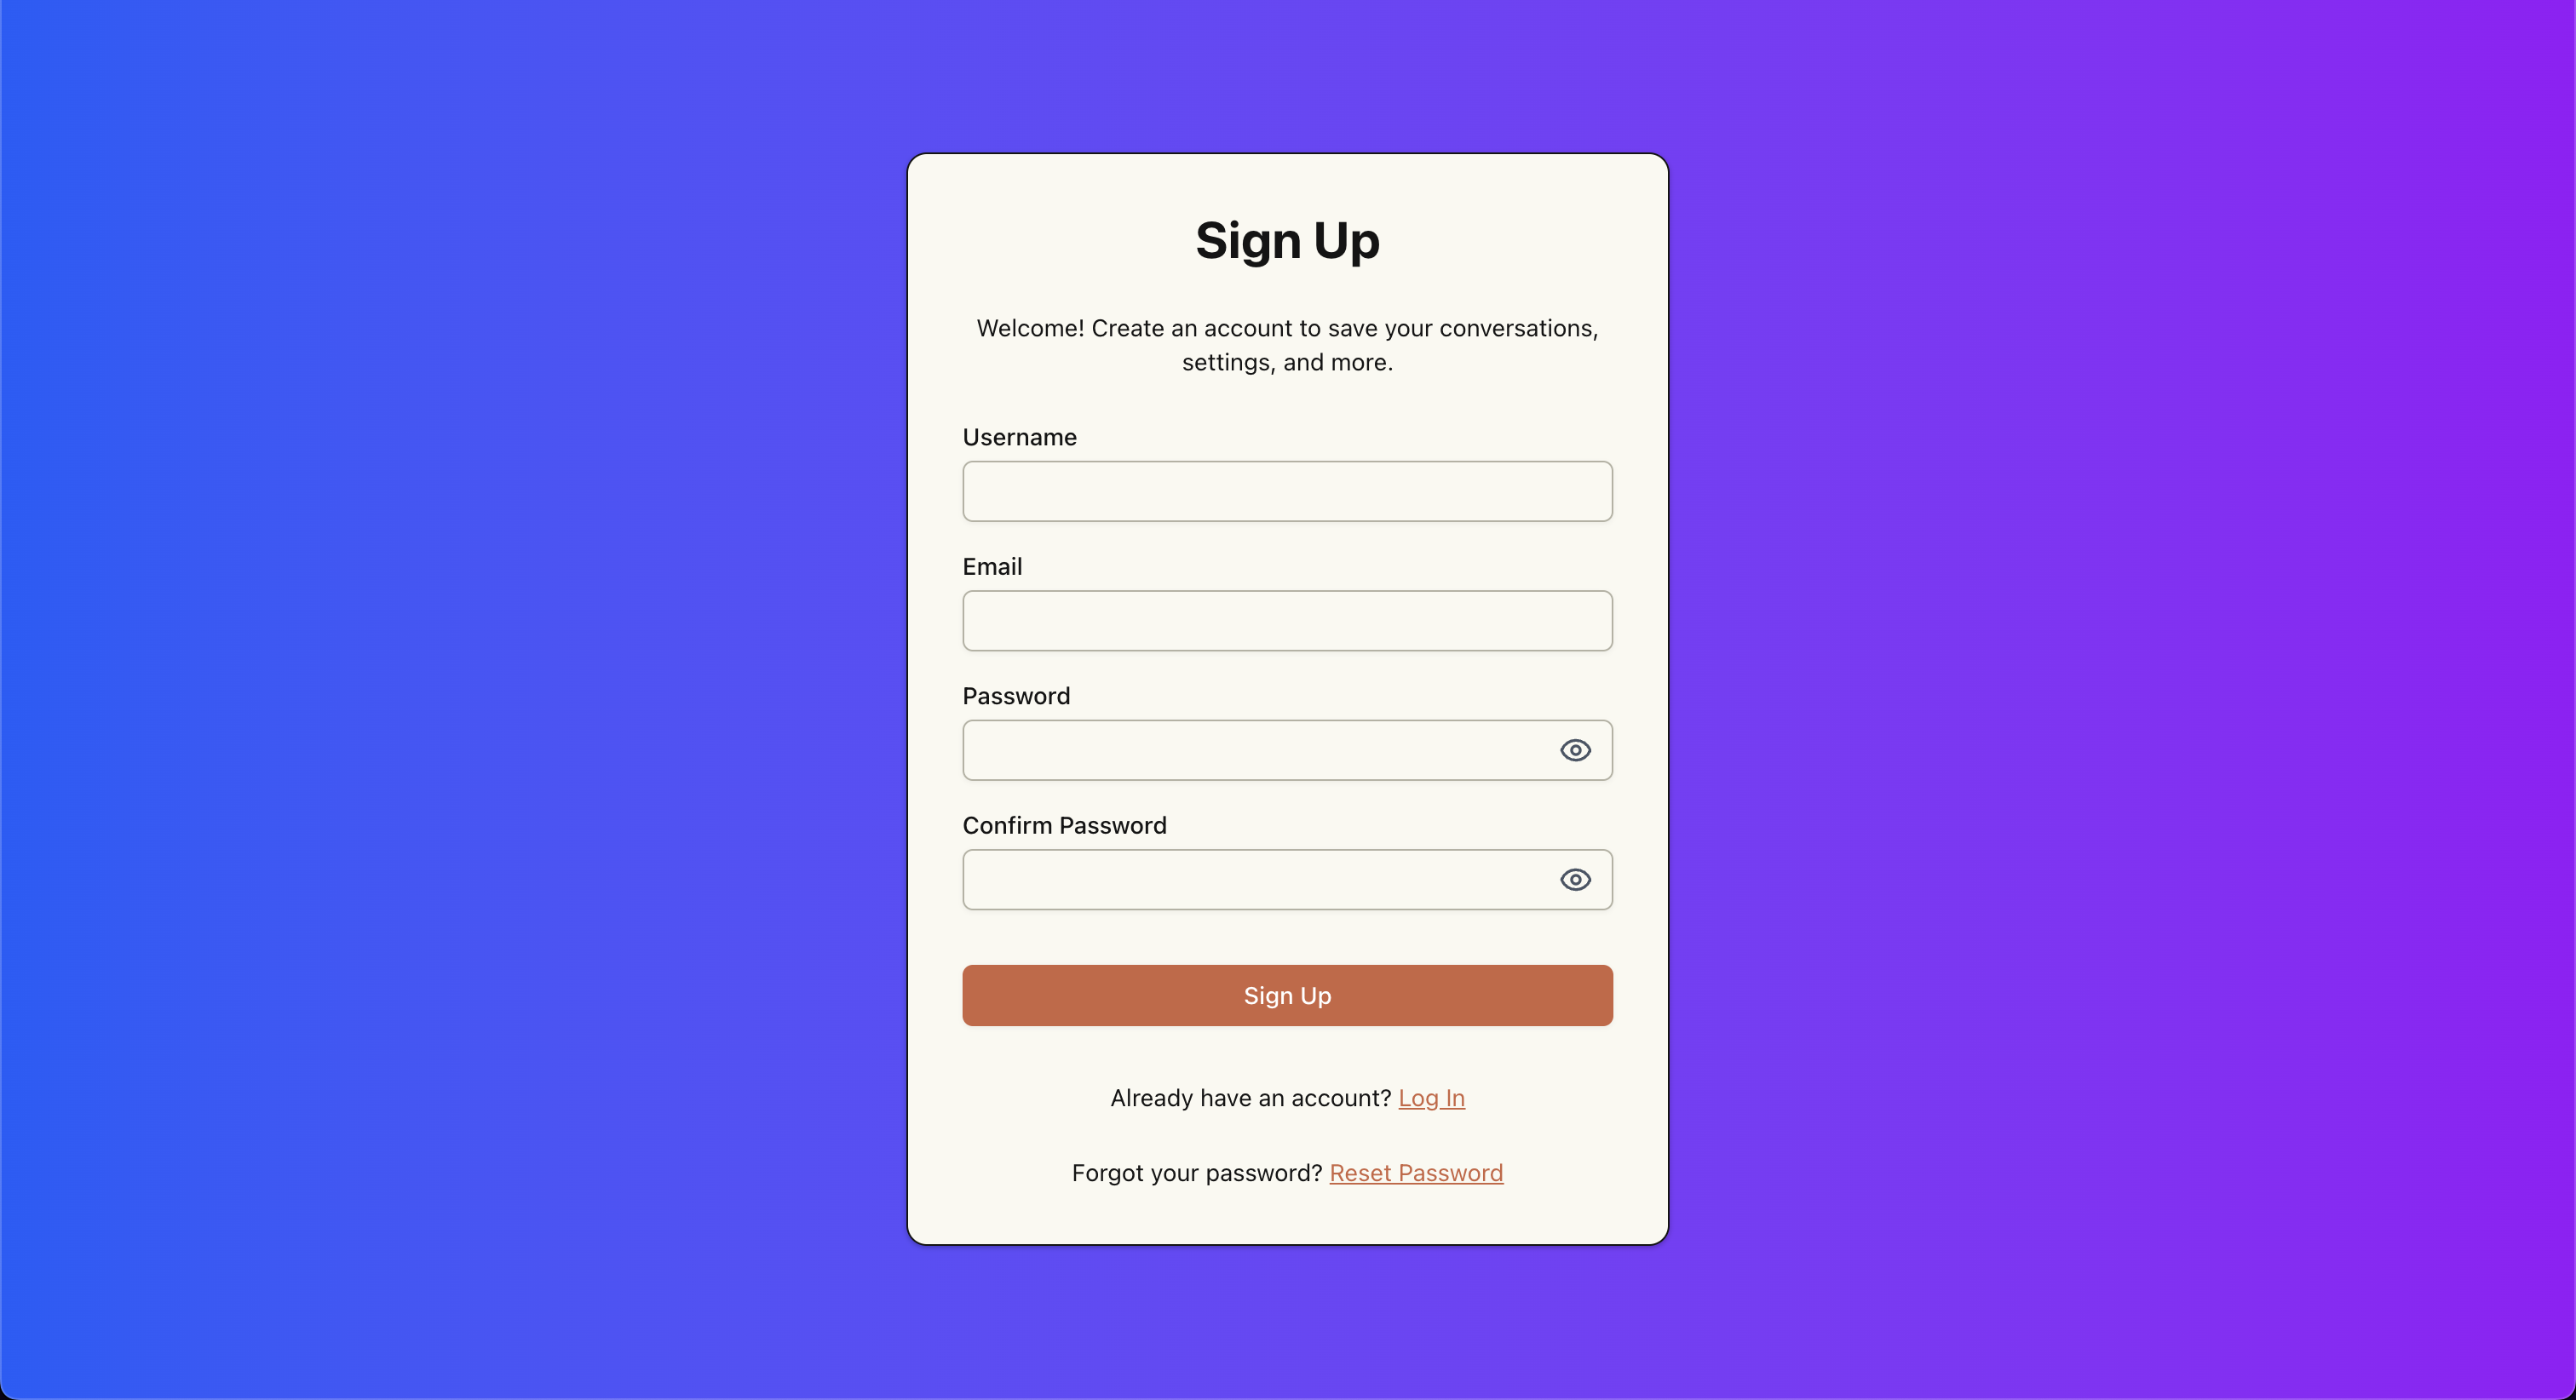 Sign Up
Welcome! Create an account to save your conversations,
settings, and more.
Username
Email
Password
Confirm Password
Sign Up
Already have an account? Log In
Forgot your password? Reset Password